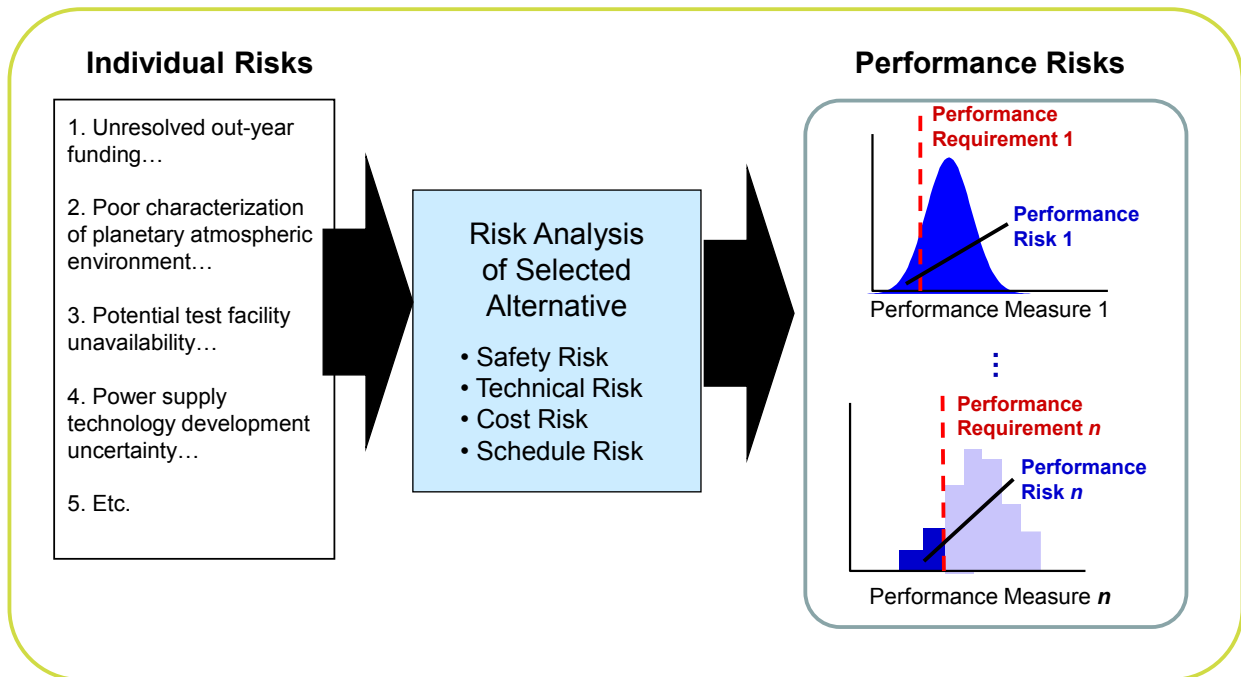 Individual Risks
1. Unresolved out-year
funding…
2. Poor characterization
of planetary atmospheric
environment…
3. Potential test facility
unavailability…
4. Power supply
technology development
uncertainty…
5. Etc.
Risk Analysis
of Selected
Alternative
• Safety Risk
• Technical Risk
• Cost Risk
• Schedule Risk
Performance Risks
Performance
Requirement 1
Performance
Risk 1
Performance Measure 1
⋮
Performance
Requirement n
Performance
Risk n
Performance Measure n